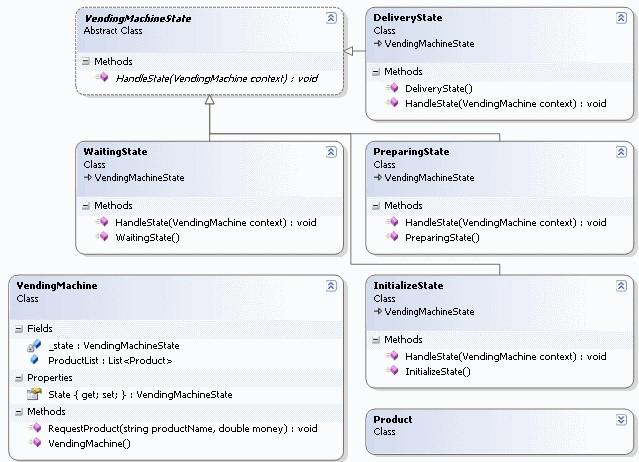 VendingMachineState
Abstract Class
Methods
HandleState(VendingMachine context) : void
DeliveryState
Class
VendingMachineState
Methods
DeliveryState()
HandleState(VendingMachine context) : void
WaitingState
Class
VendingMachineState
Methods
HandleState(VendingMachine context) : void
WaitingState()
PreparingState
Class
VendingMachineState
Methods
HandleState(VendingMachine context) : void
PreparingState()
VendingMachine
Class
Fields
_state : VendingMachineState
ProductList : List<Product>
Properties
State { get; set; } : VendingMachineState
Methods
RequestProduct(string productName, double money) : void
VendingMachine()
InitializeState
Class
VendingMachineState
Methods
HandleState(VendingMachine context) : void
InitializeState()
Product
Class